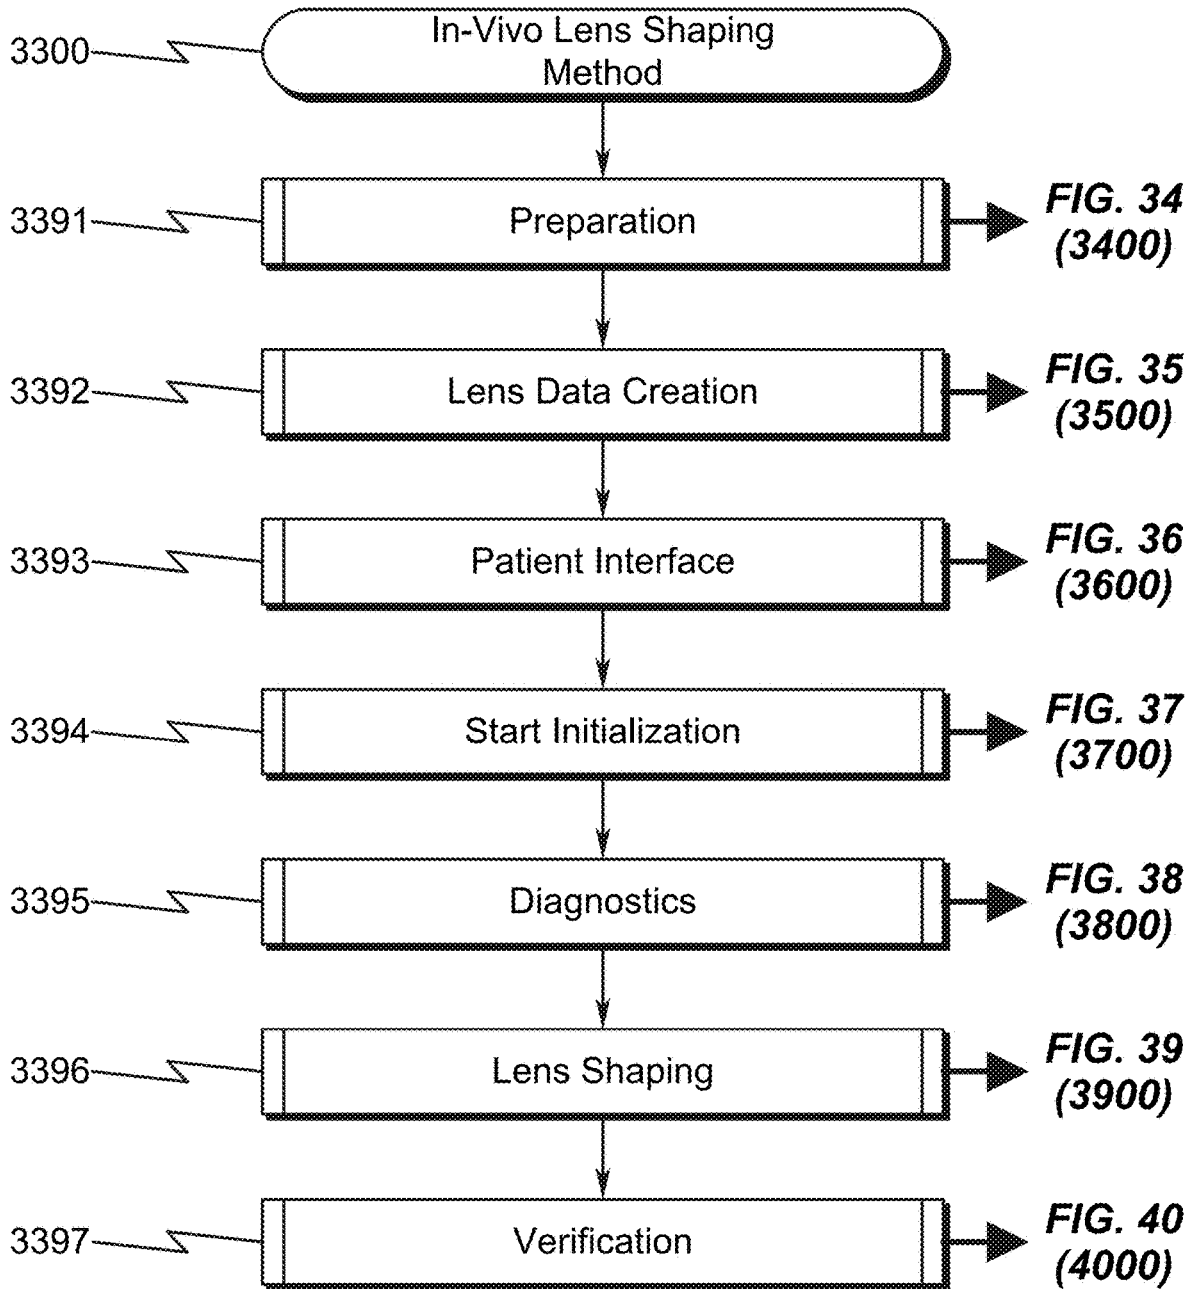 3300
In-Vivo Lens Shaping
Method
3391
Preparation
FIG. 34
(3400)
3392
Lens Data Creation
FIG. 35
(3500)
3393
Patient Interface
FIG. 36
(3600)
3394
Start Initialization
FIG. 37
(3700)
3395
Diagnostics
FIG. 38
(3800)
3396
Lens Shaping
FIG. 39
(3900)
3397
Verification
FIG. 40
(4000)